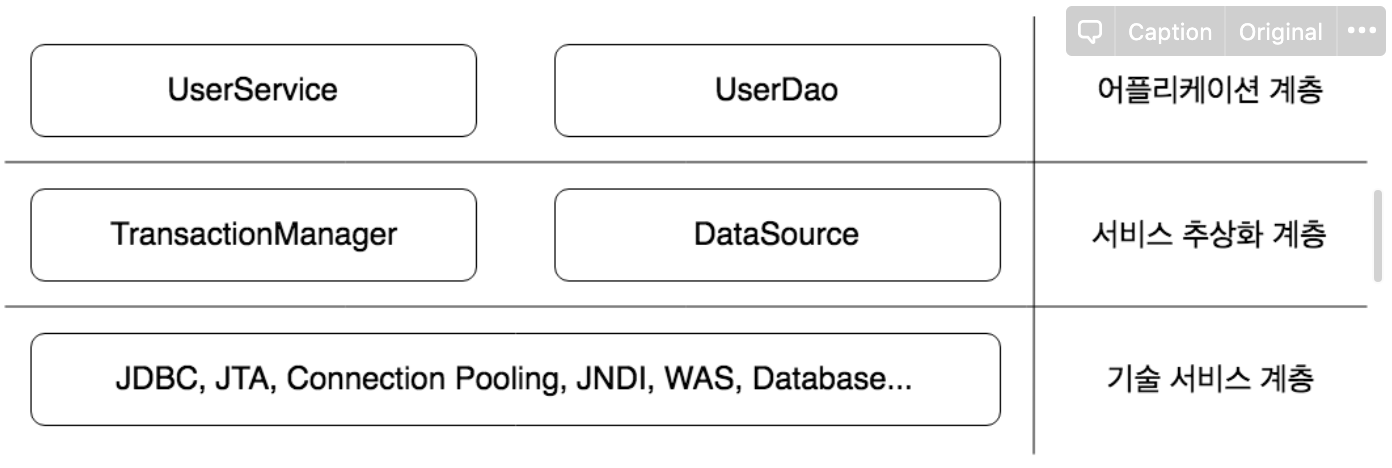 Caption Original
UserService UserDao 어플리케이션 계층
TransactionManager DataSource 서비스 추상화 계층
JDBC, JTA, Connection Pooling, JNDI, WAS, Database... 기술 서비스 계층